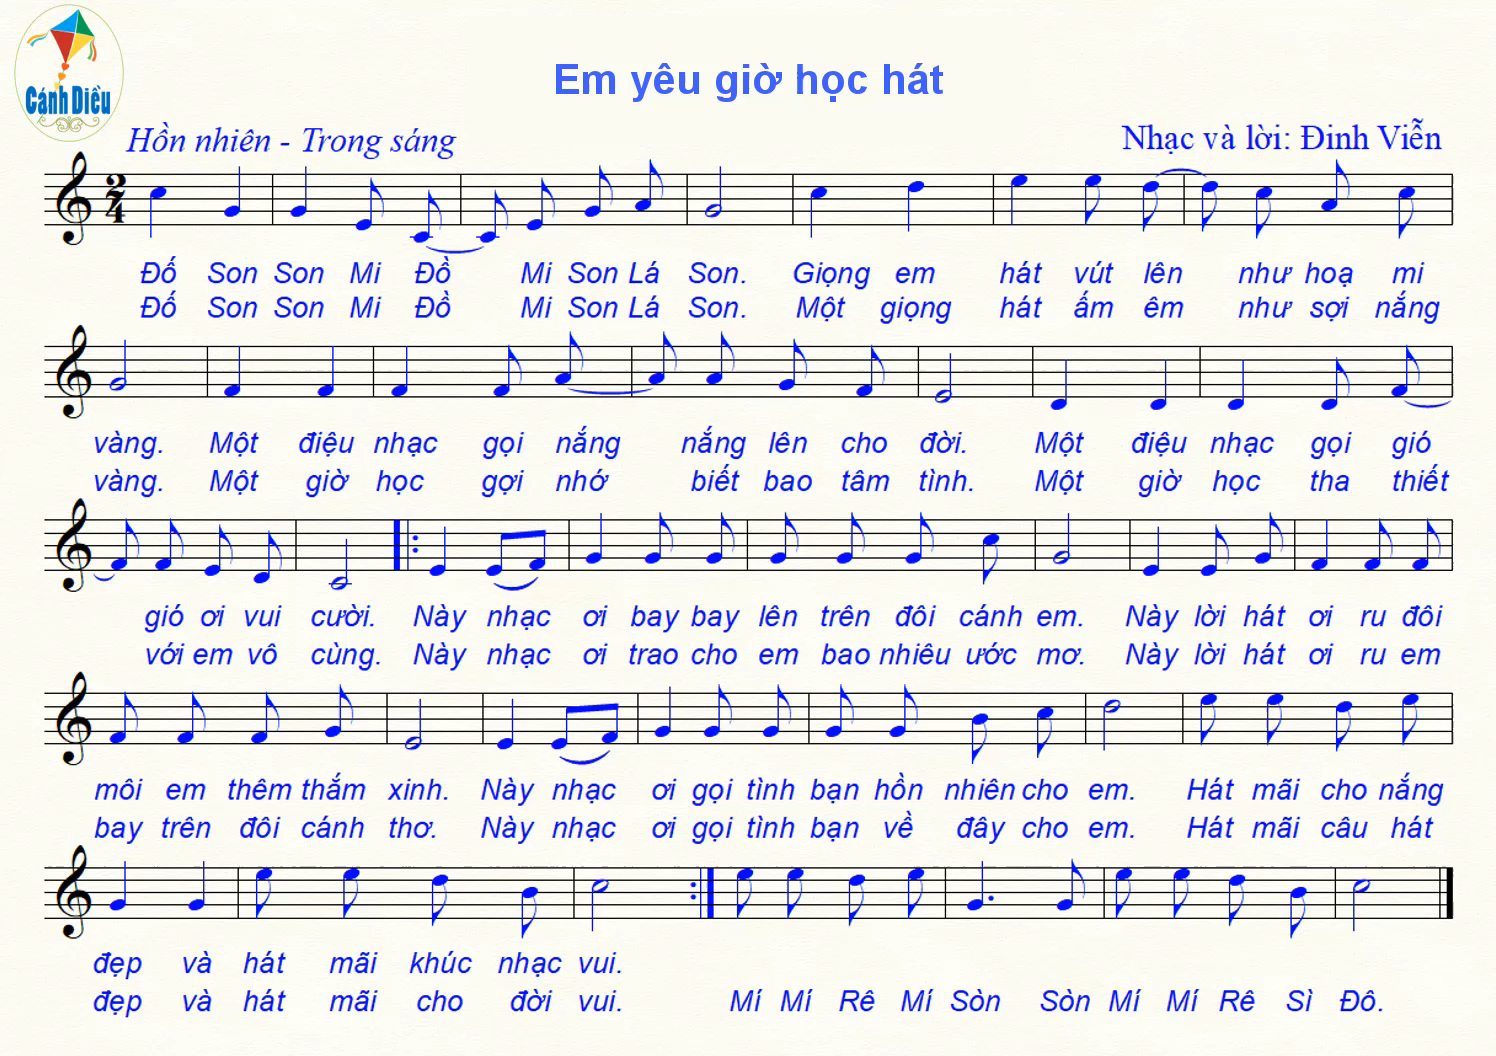 Cánh Diều
Em yêu giờ học hát
Hồn nhiên - Trong sáng
Nhạc và lời: Đinh Viễn
2
4
Đố Son Son Mi Đồ Mi Son Lá Son. Giọng em hát vút lên như hoạ mi
Đố Son Son Mi Đồ Mi Son Lá Son. Một giọng hát ấm êm như sợi nắng
vàng. Một điệu nhạc gọi nắng nắng lên cho đời. Một điệu nhạc gọi gió
vàng. Một giờ học gợi nhớ biết bao tâm tình. Một giờ học tha thiết
gió ơi vui cười. Này nhạc ơi bay bay lên trên đôi cánh em. Này lời hát ơi ru đôi
với em vô cùng. Này nhạc ơi trao cho em bao nhiêu ước mơ. Này lời hát ơi ru em
môi em thêm thắm xinh. Này nhạc ơi gọi tình bạn hồn nhiên cho em. Hát mãi cho nắng
bay trên đôi cánh thơ. Này nhạc ơi gọi tình bạn về đây cho em. Hát mãi câu hát
đẹp và hát mãi khúc nhạc vui.
đẹp và hát mãi cho đời vui. Mí Mí Rê Mí Sòn Sòn Mí Mí Rê Sì Đô.